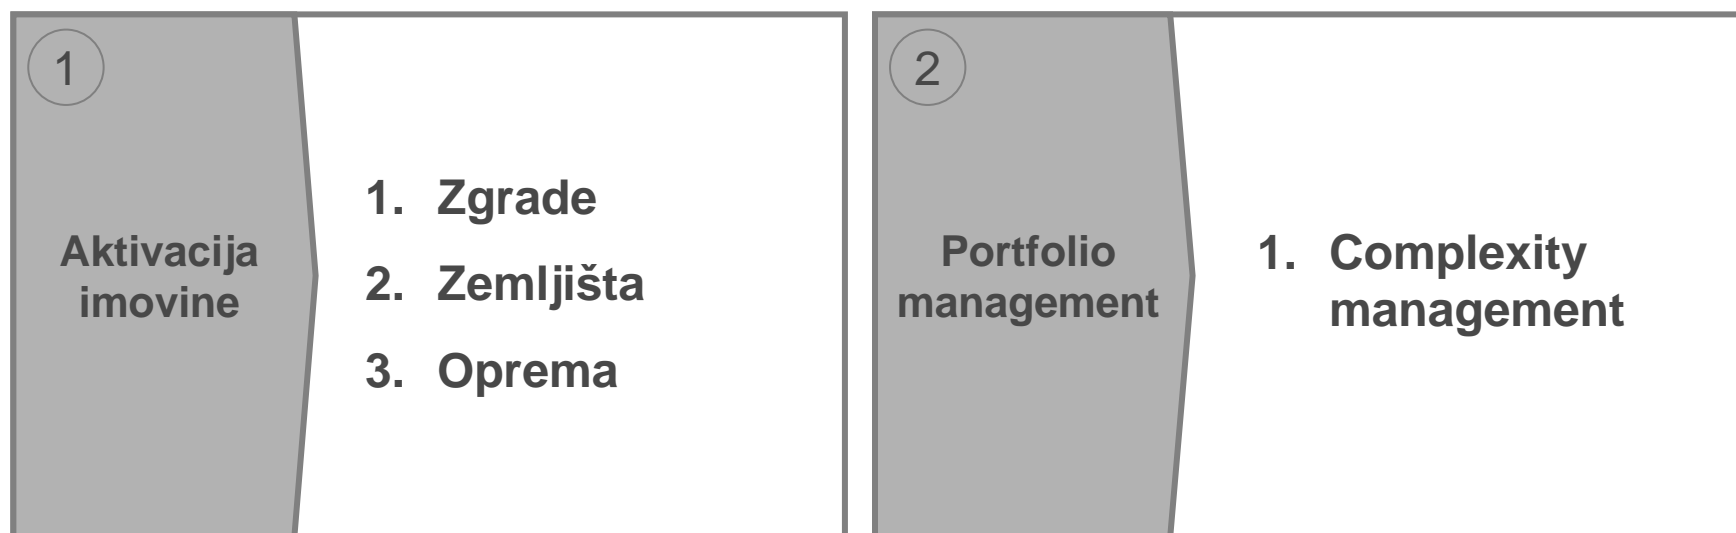 1
Aktivacija
imovine
1. Zgrade
2. Zemljišta
3. Oprema
2
Portfolio
management
1. Complexity
management